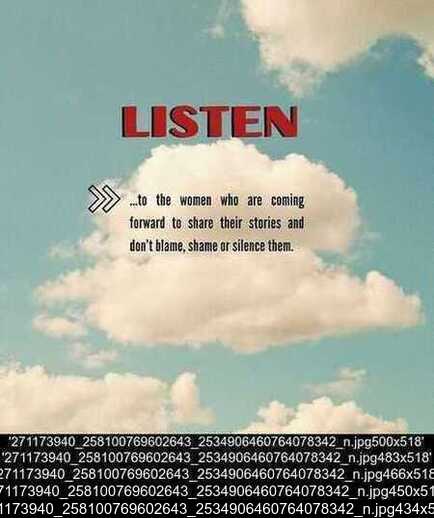 LISTEN
...to the women who are coming
forward to share their stories and
don't blame, shame or silence them.
'271173940_258100769602643_2534906460764078342_n.jpg500x518'
'271173940_258100769602643_2534906460764078342_n.jpg483x518'
271173940_258100769602643_2534906460764078342_n.jpg466x518
71173940_258100769602643_2534906460764078342_n.jpg450x51
1173940_258100769602643_2534906460764078342_n.jpg434x5